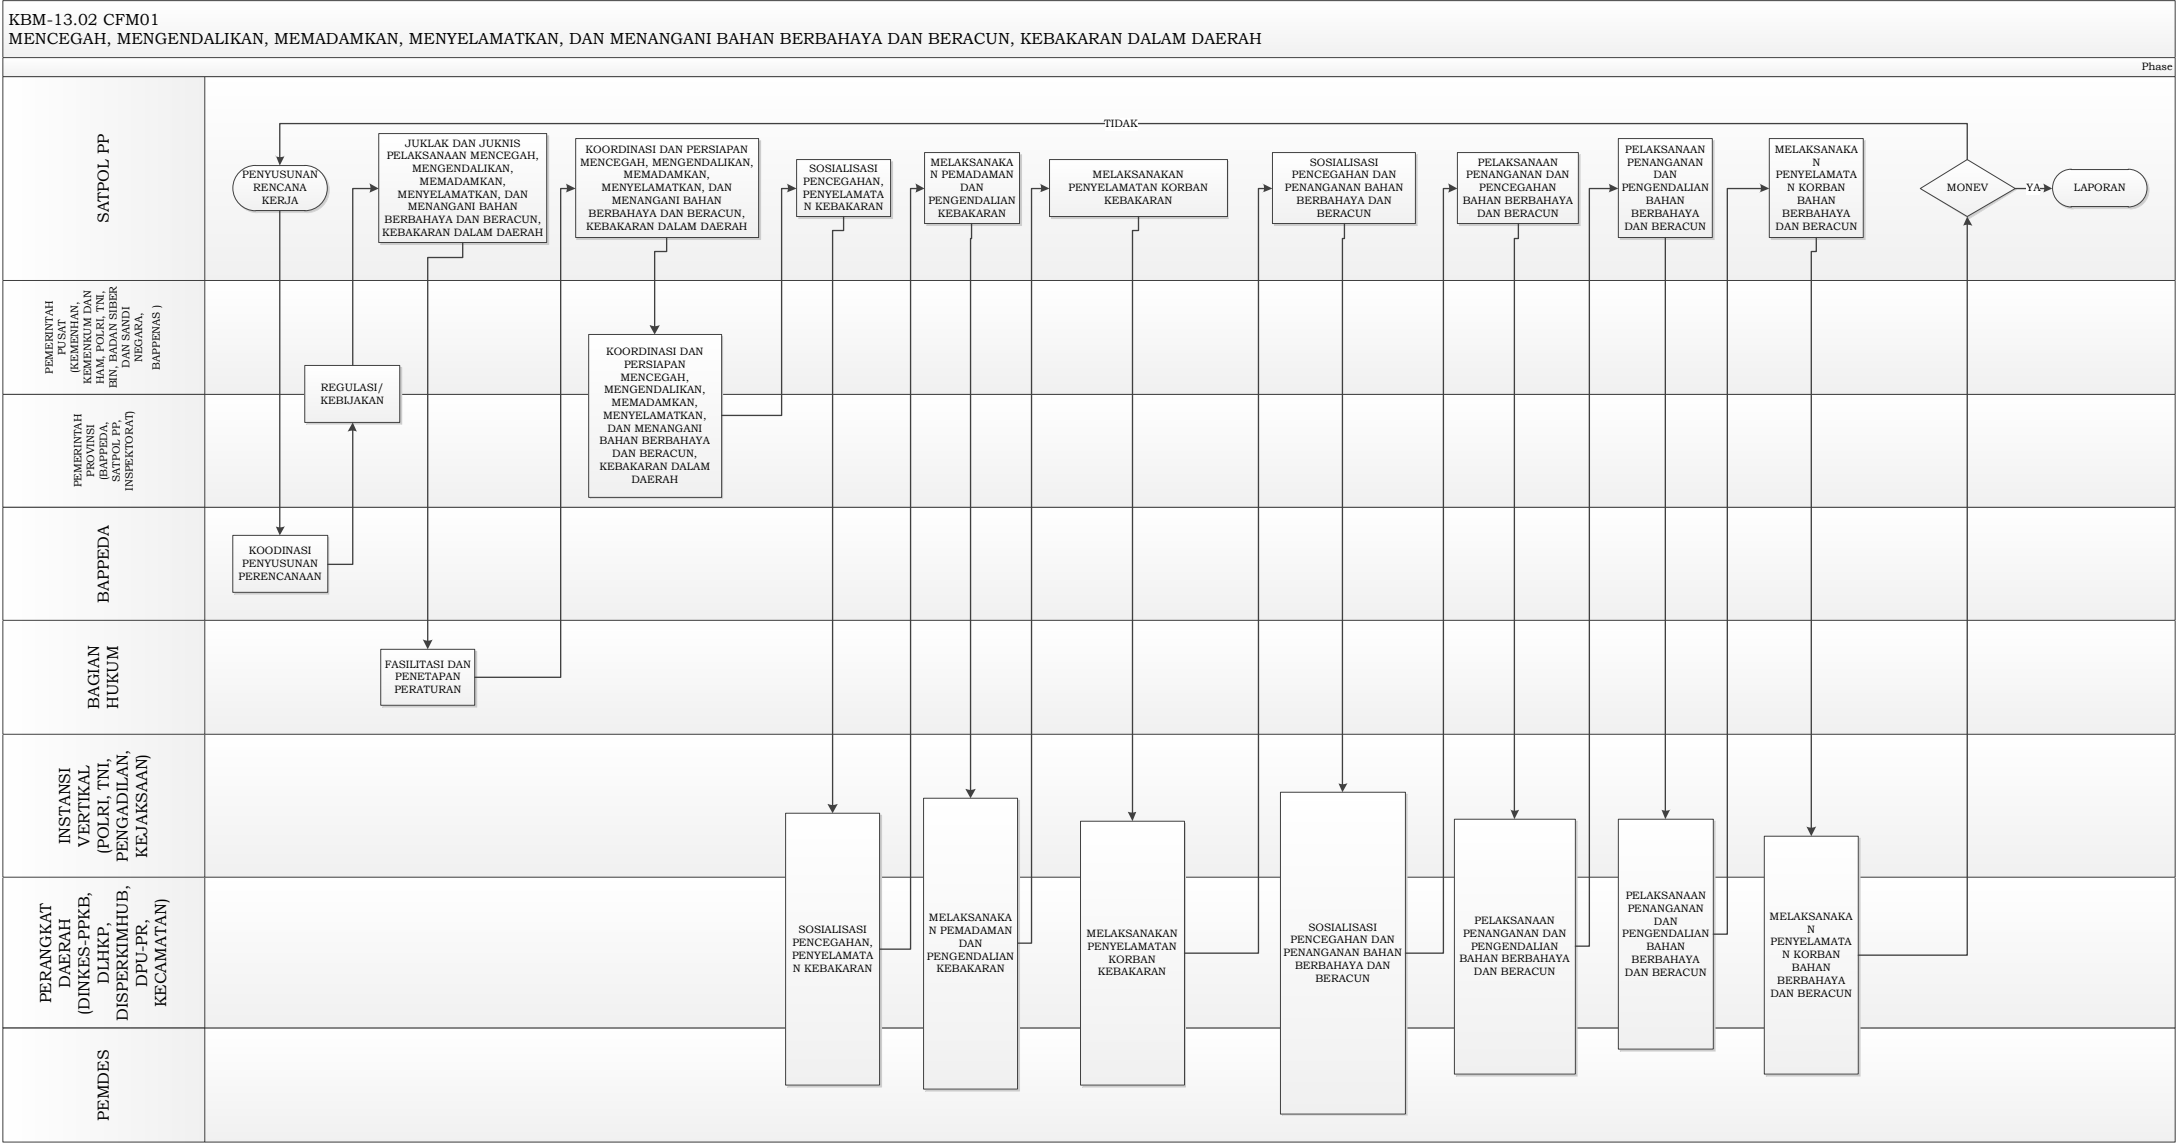 KBM-13.02 CFM01
MENCEGAH, MENGENDALIKAN, MEMADAMKAN, MENYELAMATKAN, DAN MENANGANI BAHAN BERBAHAYA DAN BERACUN, KEBAKARAN DALAM DAERAH
Phase
SATPOL PP
TIDAK
PENYUSUNAN
RENCANA
KERJA
JUKLAK DAN JUKNIS
PELAKSANAAN MENCEGAH,
MENGENDALIKAN,
MEMADAMKAN,
MENYELAMATKAN, DAN
MENANGANI BAHAN
BERBAHAYA DAN BERACUN,
KEBAKARAN DALAM DAERAH
KOORDINASI DAN PERSIAPAN
MENCEGAH, MENGENDALIKAN,
MEMADAMKAN,
MENYELAMATKAN, DAN
MENANGANI BAHAN
BERBAHAYA DAN BERACUN,
KEBAKARAN DALAM DAERAH
SOSIALISASI
PENCEGAHAN,
PENYELAMATA
N KEBAKARAN
MELAKSANAKA
N PEMADAMAN
DAN
PENGENDALIAN
KEBAKARAN
MELAKSANAKAN
PENYELAMATAN KORBAN
KEBAKARAN
SOSIALISASI
PENCEGAHAN DAN
PENANGANAN BAHAN
BERBAHAYA DAN
BERACUN
PELAKSANAAN
PENANGANAN DAN
PENCEGAHAN
BAHAN BERBAHAYA
DAN BERACUN
PELAKSANAAN
PENANGANAN
DAN
PENGENDALIAN
BAHAN
BERBAHAYA
DAN BERACUN
MELAKSANAKA
N
PENYELAMATA
N KORBAN
BAHAN
BERBAHAYA
DAN BERACUN
MONEV
YA
LAPORAN
PEMERINTAH
PUSAT
(KEMENHAN,
KEMENKUM DAN
HAM, POLRI, TNI,
BIN, BADAN SIBER
DAN SANDI
NEGARA,
BAPPENAS )
REGULASI/
KEBIJAKAN
KOORDINASI DAN
PERSIAPAN
MENCEGAH,
MENGENDALIKAN,
MEMADAMKAN,
MENYELAMATKAN,
DAN MENANGANI
BAHAN BERBAHAYA
DAN BERACUN,
KEBAKARAN DALAM
DAERAH
PEMERINTAH
PROVINSI
(BAPPEDA,
SATPOL PP,
INSPEKTORAT)
BAPPEDA
KOODINASI
PENYUSUNAN
PERENCANAAN
BAGIAN
HUKUM
FASILITASI DAN
PENETAPAN
PERATURAN
INSTANSI
VERTIKAL
(POLRI, TNI,
PENGADILAN,
KEJAKSAAN)
PERANGKAT
DAERAH
(DINKES-PPKB,
DLHKP,
DISPERKIMHUB,
DPU-PR,
KECAMATAN)
SOSIALISASI
PENCEGAHAN,
PENYELAMATA
N KEBAKARAN
MELAKSANAKA
N PEMADAMAN
DAN
PENGENDALIAN
KEBAKARAN
MELAKSANAKAN
PENYELAMATAN
KORBAN
KEBAKARAN
SOSIALISASI
PENCEGAHAN DAN
PENANGANAN BAHAN
BERBAHAYA DAN
BERACUN
PELAKSANAAN
PENANGANAN DAN
PENGENDALIAN
BAHAN BERBAHAYA
DAN BERACUN
PELAKSANAAN
PENANGANAN
DAN
PENGENDALIAN
BAHAN
BERBAHAYA
DAN BERACUN
MELAKSANAKA
N
PENYELAMATA
N KORBAN
BAHAN
BERBAHAYA
DAN BERACUN
PEMDES